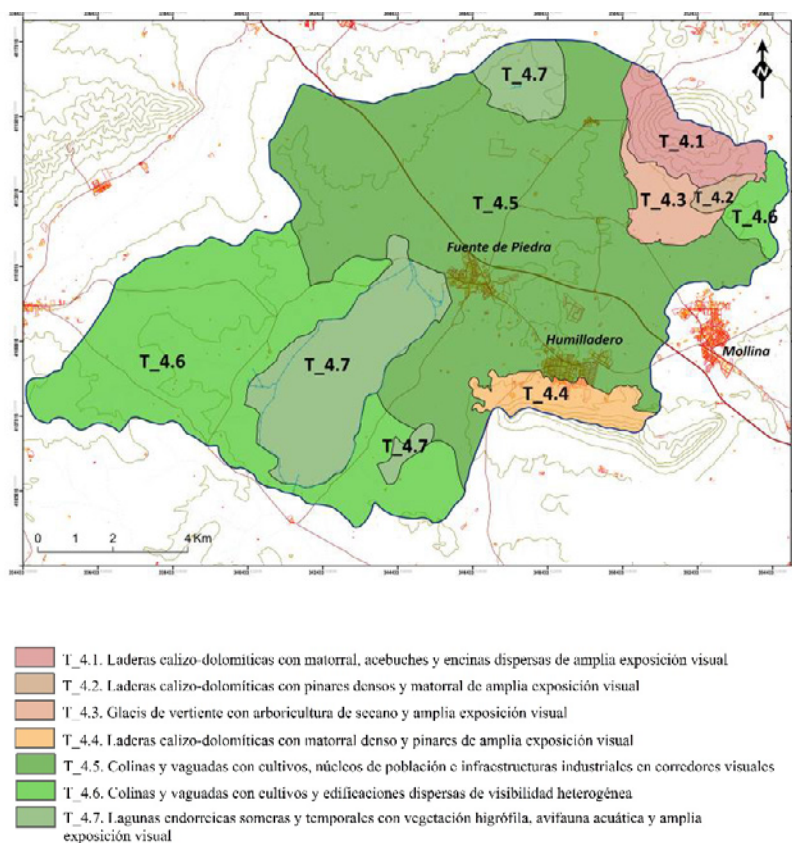 T_4.7
N
T_4.1
T_4.3
T_4.2
T_4.5
T_4.6
Fuente de Piedra
Mollina
Humilladero
T_4.6
T_4.7
T_4.4
T_4.7
0 1 2 4 Km
T_4.1. Laderas calizo-dolomíticas con matorral, acebuches y encinas dispersas de amplia exposición visual
T_4.2. Laderas calizo-dolomíticas con pinares densos y matorral de amplia exposición visual
T_4.3. Glacis de vertiente con arboricultura de secano y amplia exposición visual
T_4.4. Laderas calizo-dolomíticas con matorral denso y pinares de amplia exposición visual
T_4.5. Colinas y vaguadas con cultivos, núcleos de población e infraestructuras industriales en corredores visuales
T_4.6. Colinas y vaguadas con cultivos y edificaciones dispersas de visibilidad heterogénea
T_4.7. Lagunas endorreicas someras y temporales con vegetación higrófila, avifauna acuática y amplia
exposición visual